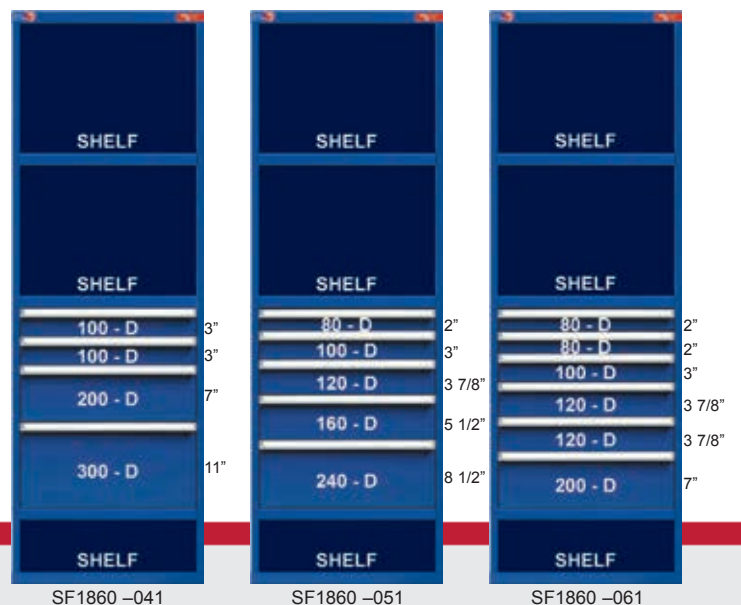 SHELF
SHELF
100 - D 3”
100 - D 3”
200 - D 7”
300 - D 11”
SHELF
SF1860 –041
SHELF
SHELF
80 - D 2”
100 - D 3”
120 - D 3 7/8”
160 - D 5 1/2”
240 - D 8 1/2”
SHELF
SF1860 –051
SHELF
SHELF
80 - D 2”
80 - D 2”
100 - D 3”
120 - D 3 7/8”
120 - D 3 7/8”
200 - D 7”
SHELF
SF1860 –061